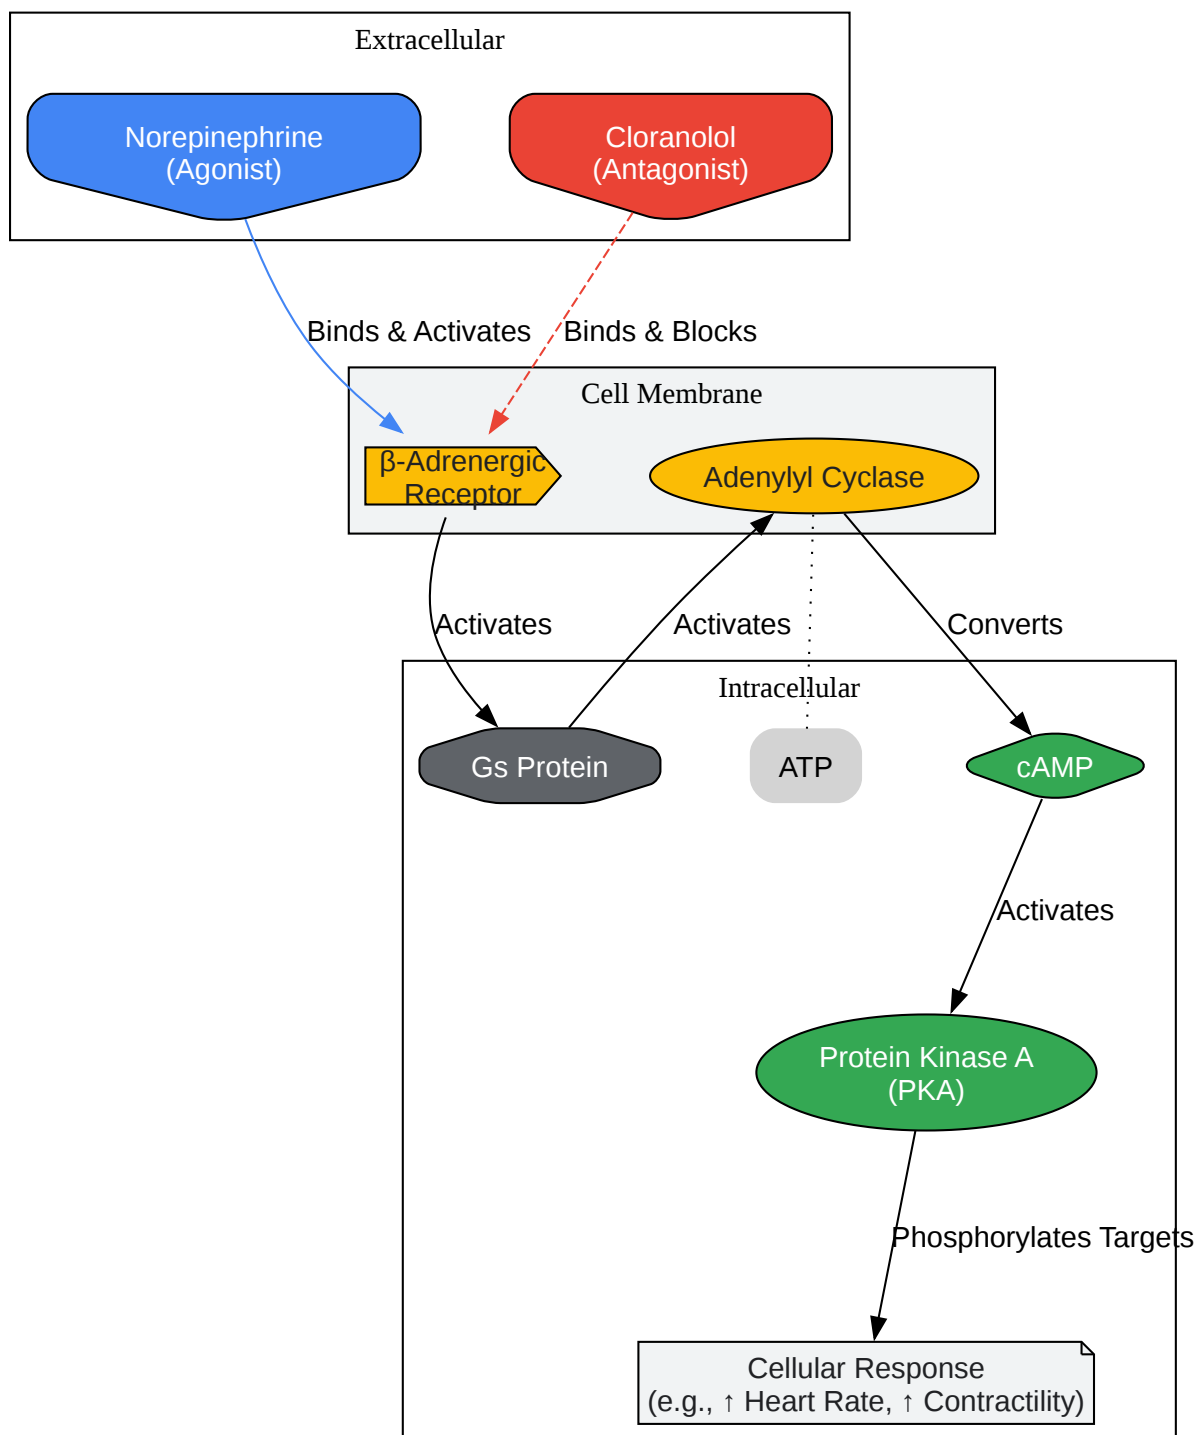 Extracellular
Norepinephrine
(Agonist)
Cloranolol
(Antagonist)
Binds & Activates
Binds & Blocks
Cell Membrane
β-Adrenergic
Receptor
Adenylyl Cyclase
Activates
Activates
Converts
Intracellular
Gs Protein
ATP
cAMP
Activates
Protein Kinase A
(PKA)
Phosphorylates Targets
Cellular Response
(e.g., ↑ Heart Rate, ↑ Contractility)